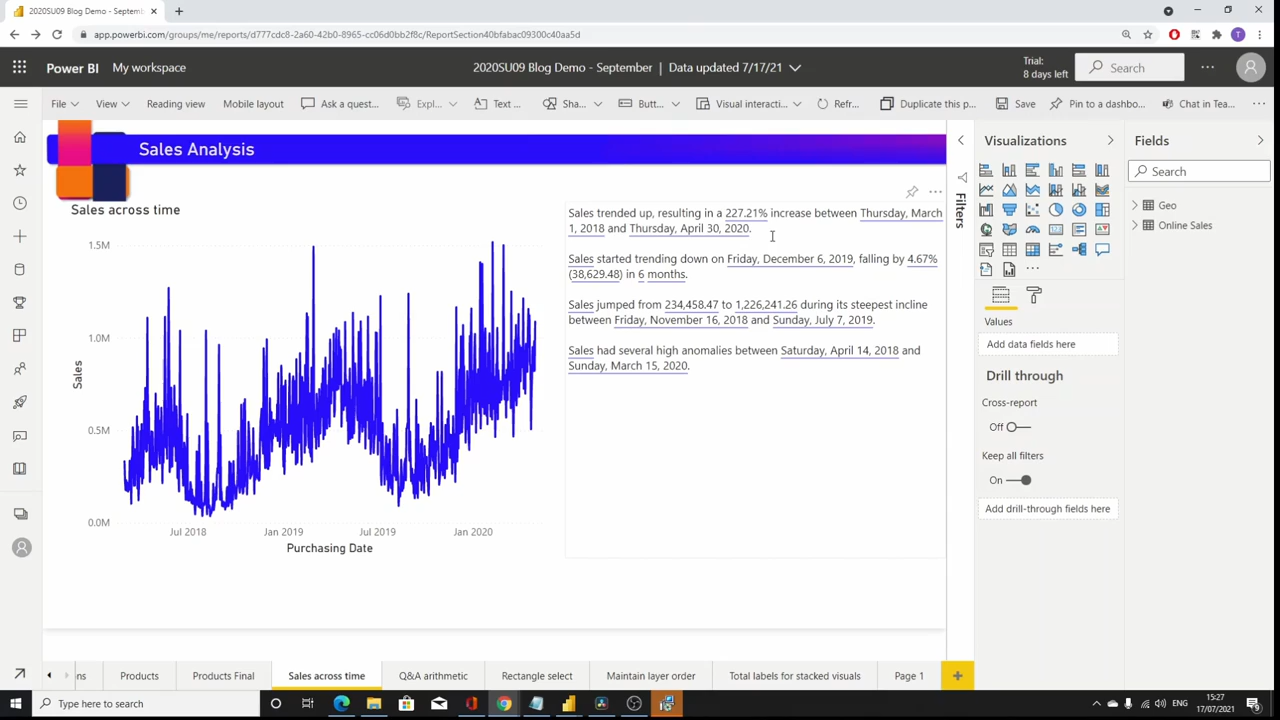 2020SU09 Blog Demo - Septemb
app.powerbi.com/groups/me/reports/d777cdc8-2a60-42b0-8965-cc06d0bb2f8c/ReportSection40bfabac09300c40aa5d
Power BI My workspace
2020SU09 Blog Demo - September | Data updated 7/17/21
Trial:
8 days left
Search
File View Reading view Mobile layout Ask a quest... Expl... Text ... Sha... Butt... Visual interacti... Refr... Duplicate this p... Save Pin to a dashbo... Chat in Tea... ...
Sales Analysis
Sales across time
1.5M
1.0M
0.5M
0.0M
Sales
Jul 2018 Jan 2019 Jul 2019 Jan 2020
Purchasing Date
Sales trended up, resulting in a 227.21% increase between Thursday, March
1, 2018 and Thursday, April 30, 2020.
Sales started trending down on Friday, December 6, 2019, falling by 4.67%
(38,629.48) in 6 months.
Sales jumped from 234,458.47 to 1,226,241.26 during its steepest incline
between Friday, November 16, 2018 and Sunday, July 7, 2019.
Sales had several high anomalies between Saturday, April 14, 2018 and
Sunday, March 15, 2020.
Filters
Visualizations
Values
Add data fields here
Drill through
Cross-report
Off
Keep all filters
On
Add drill-through fields here
Fields
Search
Geo
Online Sales
ns Products Products Final Sales across time Q&A arithmetic Rectangle select Maintain layer order Total labels for stacked visuals Page 1
Type here to search
ENG
15:27
17/07/2021